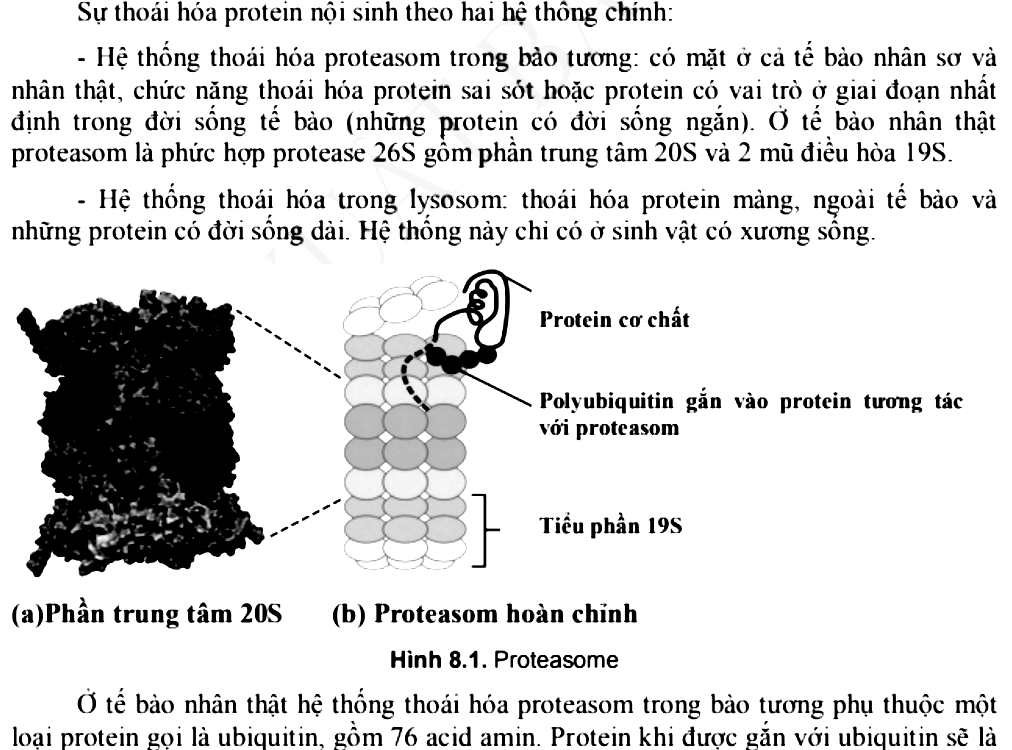 Sự thoái hóa protein nội sinh theo hai hệ thống chính:
- Hệ thống thoái hóa proteasom trong bào tương: có mặt ở cả tế bào nhân sơ và
nhân thật, chức năng thoái hóa protein sai sót hoặc protein có vai trò ở giai đoạn nhất
định trong đời sống tế bào (những protein có đời sống ngắn). Ở tế bào nhân thật
proteasom là phức hợp protease 26S gồm phần trung tâm 20S và 2 mũ điều hòa 19S.
- Hệ thống thoái hóa trong lysosom: thoái hóa protein màng, ngoài tế bào và
những protein có đời sống dài. Hệ thống này chỉ có ở sinh vật có xương sống.
Protein cơ chất
Polyubiquitin gắn vào protein tương tác
với proteasom
Tiểu phần 19S
(a)Phần trung tâm 20S (b) Proteasom hoàn chỉnh
Hình 8.1. Proteasome
Ở tế bào nhân thật hệ thống thoái hóa proteasom trong bào tương phụ thuộc một
loại protein gọi là ubiquitin, gồm 76 acid amin. Protein khi được gắn với ubiquitin sẽ là